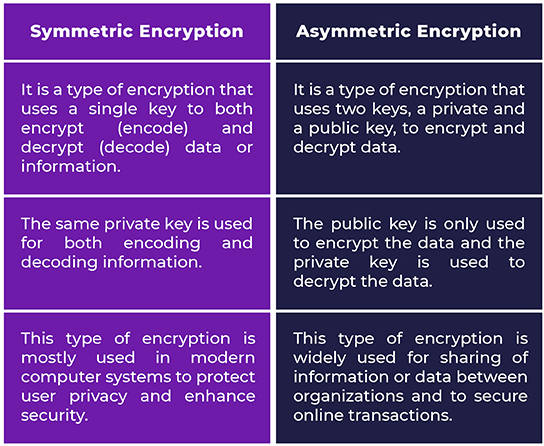 Symmetric Encryption
Asymmetric Encryption
It is a type of encryption that
uses a single key to both
encrypt (encode) and
decrypt (decode) data or
information.
It is a type of encryption that
uses two keys, a private and
a public key, to encrypt and
decrypt data.
The same private key is used
for both encoding and
decoding information.
The public key is only used
to encrypt the data and the
private key is used to
decrypt the data.
This type of encryption is
mostly used in modern
computer systems to protect
user privacy and enhance
security.
This type of encryption is
widely used for sharing of
information or data between
organizations and to secure
online transactions.